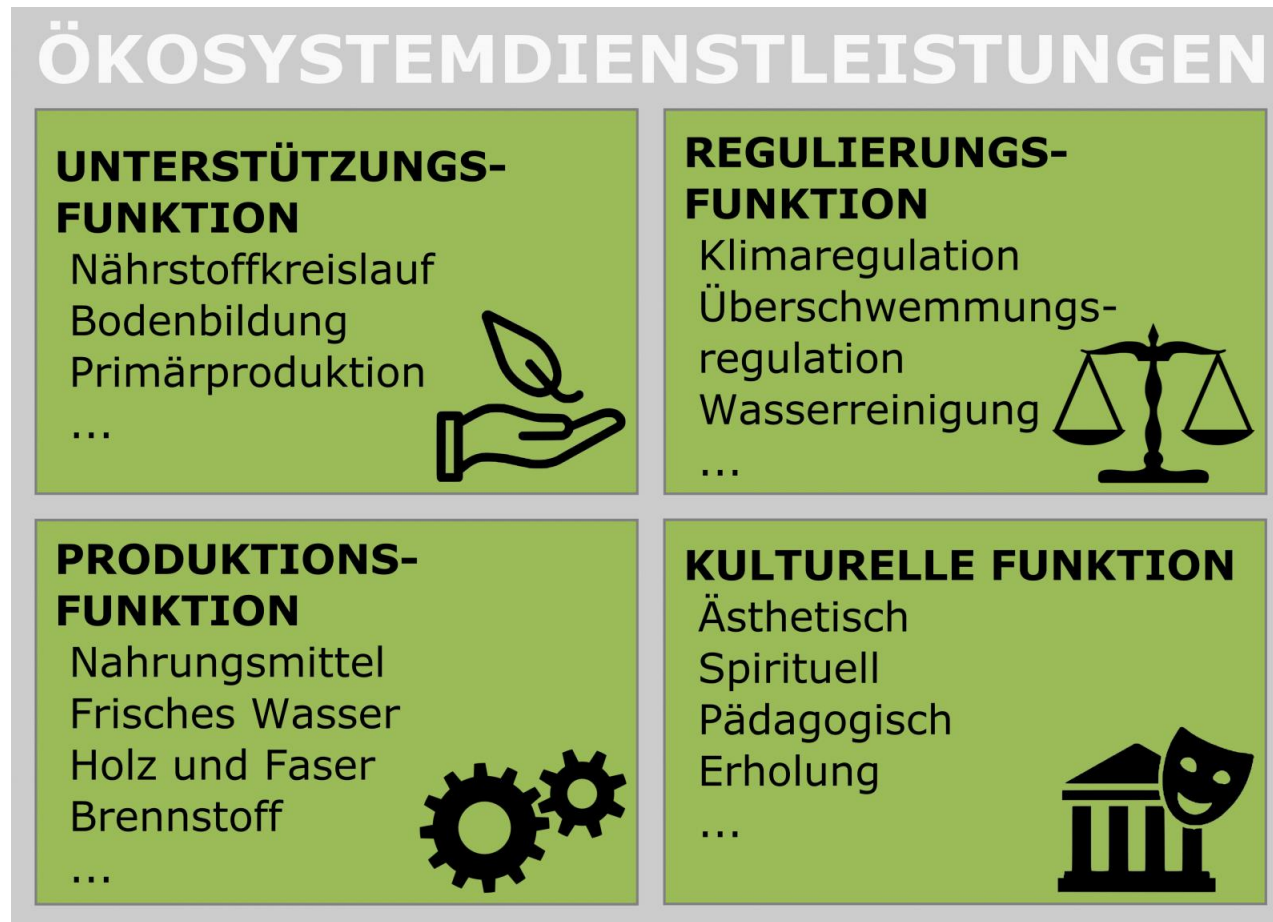 ÖKOSYSTEMDIENSTLEISTUNGEN
UNTERSTÜTZUNGS-
FUNKTION
Nährstoffkreislauf
Bodenbildung
Primärproduktion
...
REGULIERUNGS-
FUNKTION
Klimaregulation
Überschwemmungs-
regulation
Wasserreinigung
...
PRODUKTIONS-
FUNKTION
Nahrungsmittel
Frisches Wasser
Holz und Faser
Brennstoff
...
KULTURELLE FUNKTION
Ästhetisch
Spirituell
Pädagogisch
Erholung
...